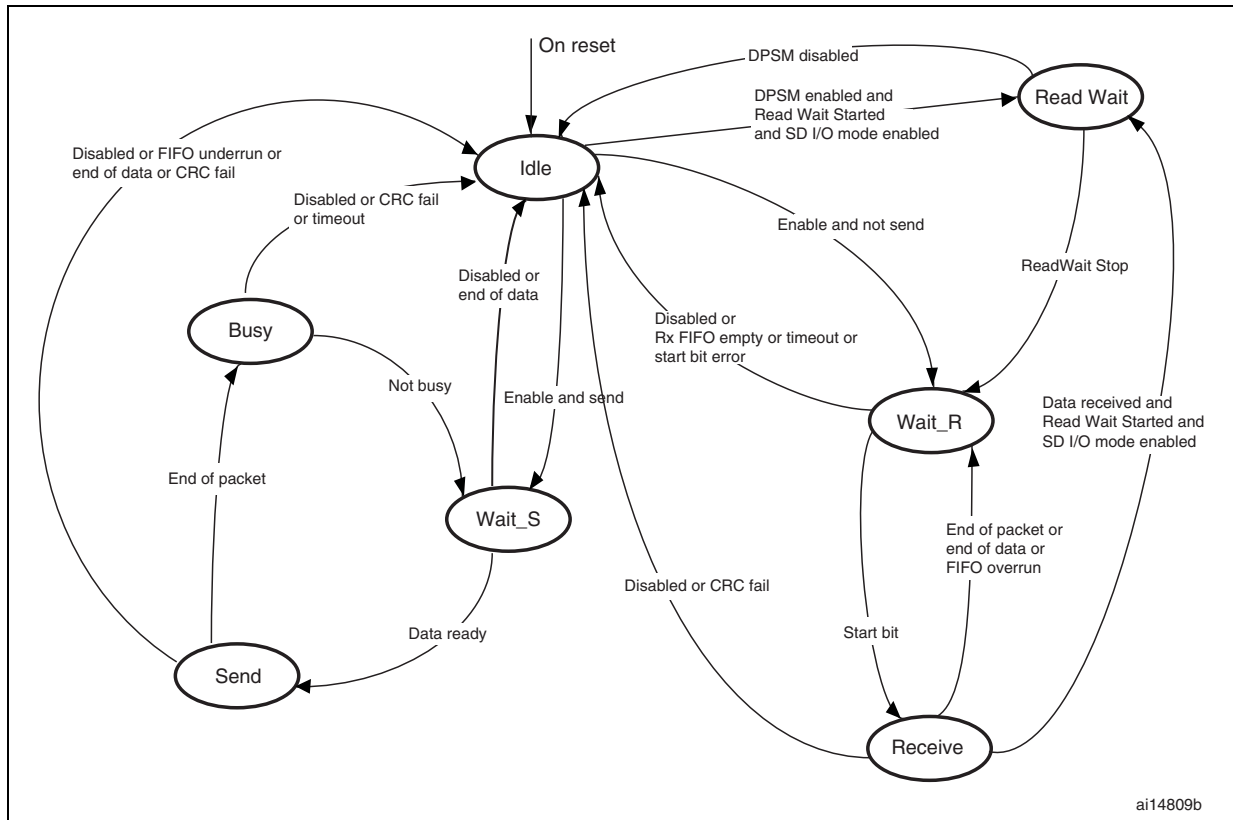 On reset
DPSM disabled
Read Wait
DPSM enabled and
Read Wait Started
and SD I/O mode enabled
Disabled or FIFO underrun or
end of data or CRC fail
Idle
Disabled or CRC fail
or timeout
Enable and not send
ReadWait Stop
Disabled or
end of data
Disabled or
Rx FIFO empty or timeout or
start bit error
Busy
Not busy
Enable and send
Wait_R
Data received and
Read Wait Started and
SD I/O mode enabled
End of packet
Wait_S
End of packet or
end of data or
FIFO overrun
Disabled or CRC fail
Data ready
Start bit
Send
Receive
ai14809b